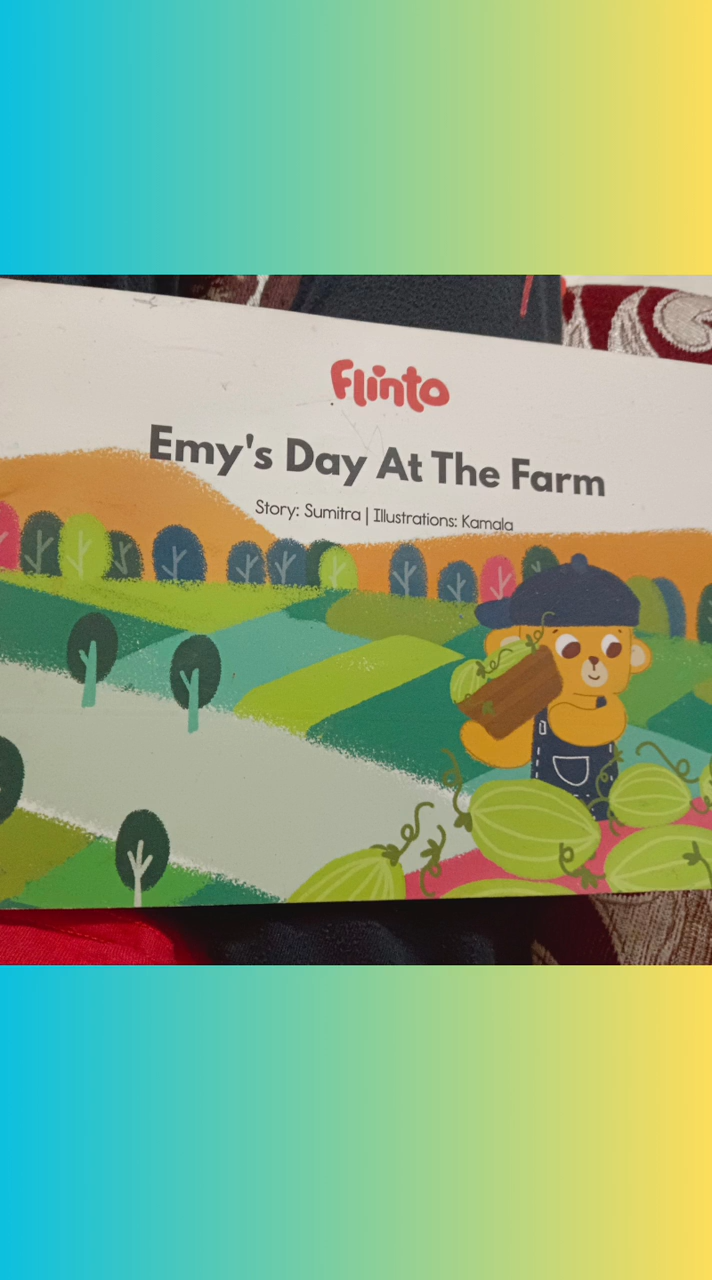 Flinto
Emy's Day At The Farm
Story: Sumitra | Illustrations: Kamala